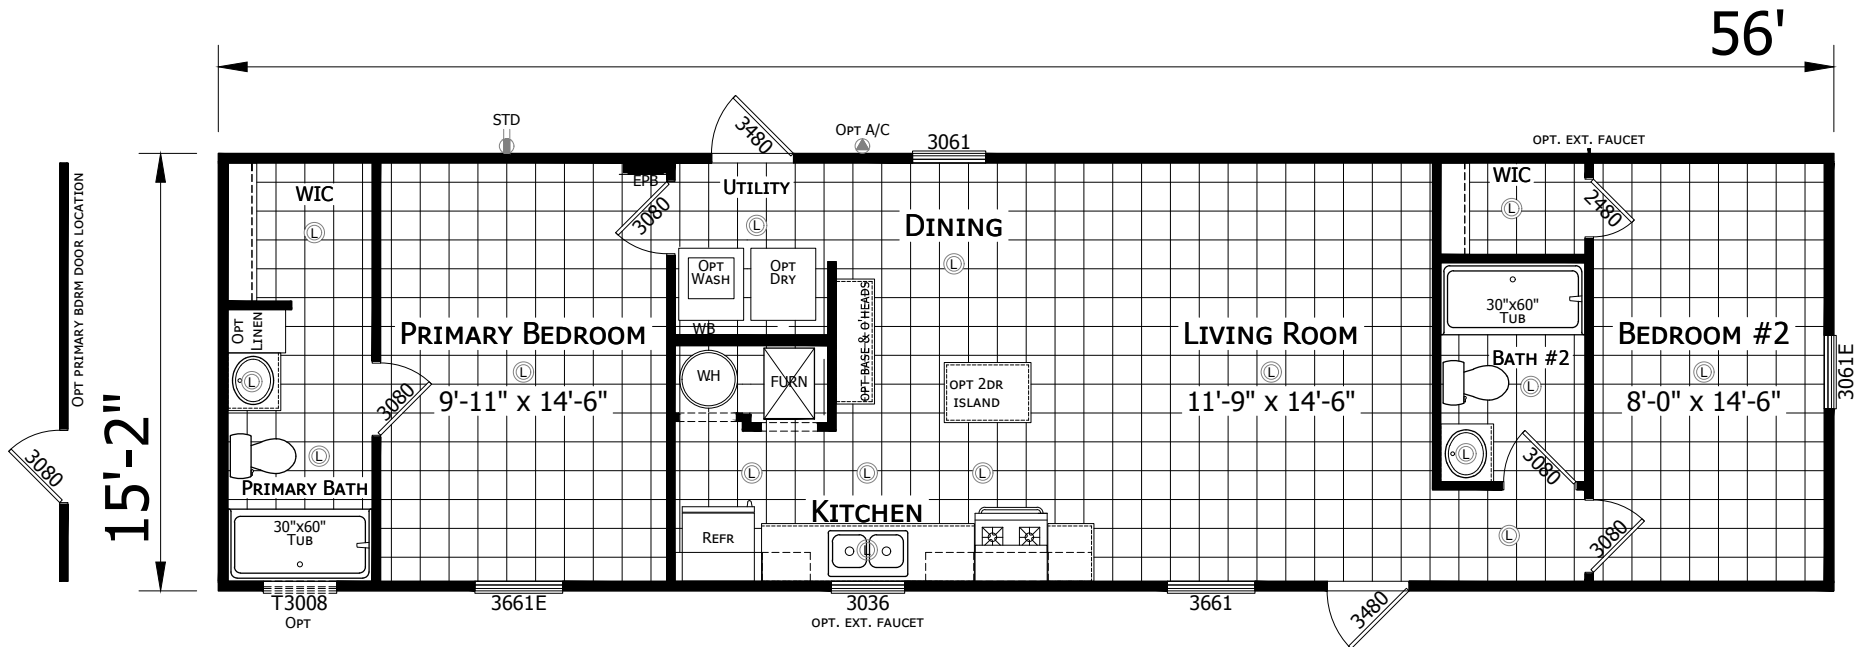 56'
15'-2"
OPT PRIMARY BDRM DOOR LOCATION
3080
STD
3480
OPT A/C
3061
OPT. EXT. FAUCET
WIC
L
EPB
3080
UTILITY
L
DINING
L
WIC
L
2480
OPT
WASH
OPT
DRY
WB
OPT
LINEN
L
PRIMARY BEDROOM
L
9'-11" X 14'-6"
3080
W.H
FURN
OPT BASE & O'HEADS
OPT 2DR
ISLAND
LIVING ROOM
L
11'-9" X 14'-6"
30"x60"
TUB
BATH #2
L
L
3080
BEDROOM #2
L
8'-0" X 14'-6"
3061E
L
PRIMARY BATH
30"x60"
TUB
L
L
L
KITCHEN
REFR
L
L
3080
T3008
OPT
3661E
3036
OPT. EXT. FAUCET
3661
3480